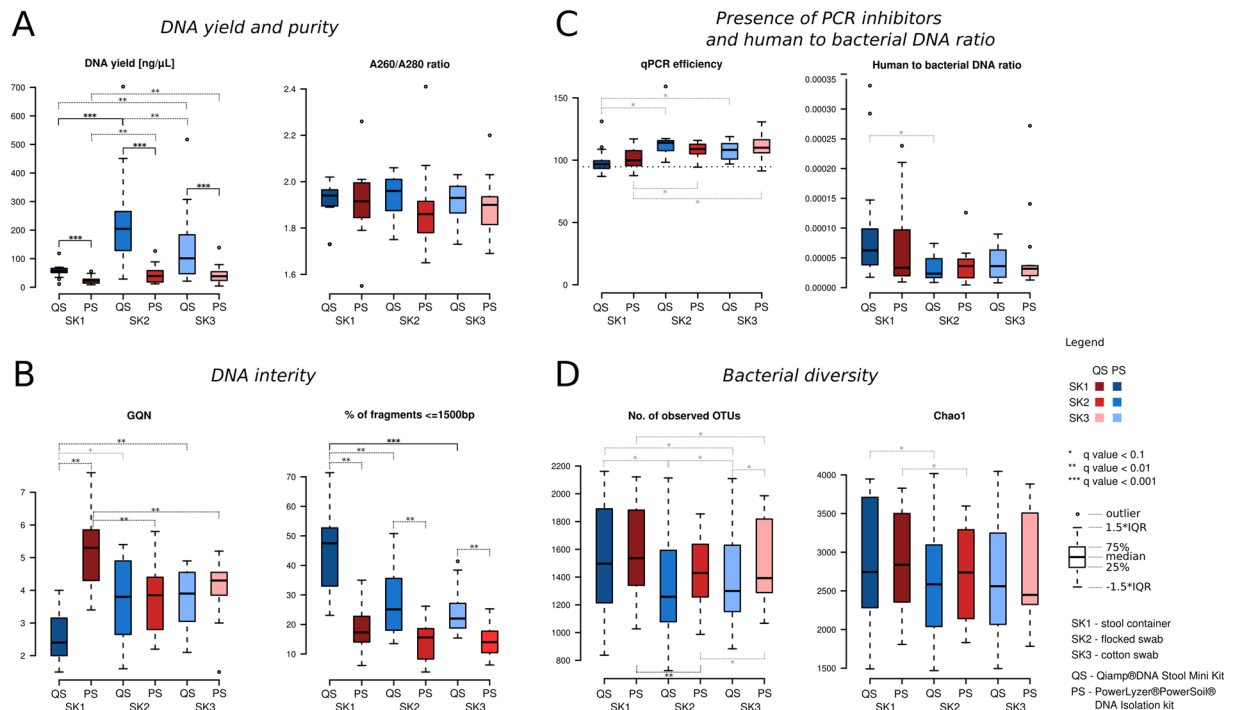 A
DNA yield and purity
DNA yield [ng/µL]
700
600
500
400
300
200
100
0
**
**
***
**
**
***
***
***
QS PS QS PS QS PS
SK1 SK2 SK3
A260/A280 ratio
2.4
2.2
2.0
1.8
1.6
QS PS QS PS QS PS
SK1 SK2 SK3
C
Presence of PCR inhibitors
and human to bacterial DNA ratio
qPCR efficiency
150
100
50
0
*
*
*
*
QS PS QS PS QS PS
SK1 SK2 SK3
Human to bacterial DNA ratio
0.00035
0.00030
0.00025
0.00020
0.00015
0.00010
0.00005
0.00000
*
QS PS QS PS QS PS
SK1 SK2 SK3
B
DNA interity
GQN
7
6
5
4
3
2
**
*
**
**
**
QS PS QS PS QS PS
SK1 SK2 SK3
% of fragments <=1500bp
70
60
50
40
30
20
10
***
**
**
**
**
QS PS QS PS QS PS
SK1 SK2 SK3
D
Bacterial diversity
No. of observed OTUs
2200
2000
1800
1600
1400
1200
1000
800
*
*
*
*
*
*
**
QS PS QS PS QS PS
SK1 SK2 SK3
Chao1
4000
3500
3000
2500
2000
1500
*
*
QS PS QS PS QS PS
SK1 SK2 SK3
Legend
QS PS
SK1
SK2
SK3
* q value < 0.1
** q value < 0.01
*** q value < 0.001
outlier
1.5*IQR
75%
median
25%
-1.5*IQR
SK1 - stool container
SK2 - flocked swab
SK3 - cotton swab
QS - Qiamp®DNA Stool Mini Kit
PS - PowerLyzer®PowerSoil®
DNA Isolation kit